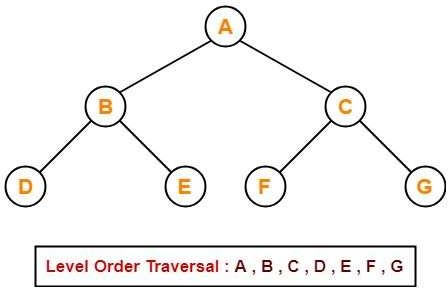 A
B C
D E F G
Level Order Traversal : A , B , C , D , E , F , G